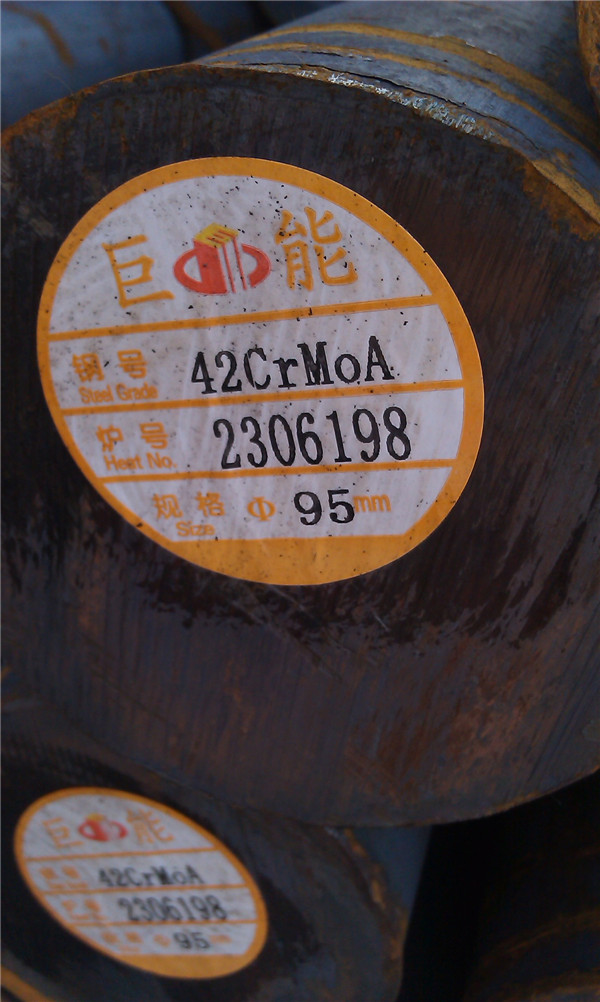 巨能
钢号 42CrMoA
Steel Grade
炉号 2306198
Heet No.
规格 Φ 95mm
Size
巨能
42CrMoA
2306198
95